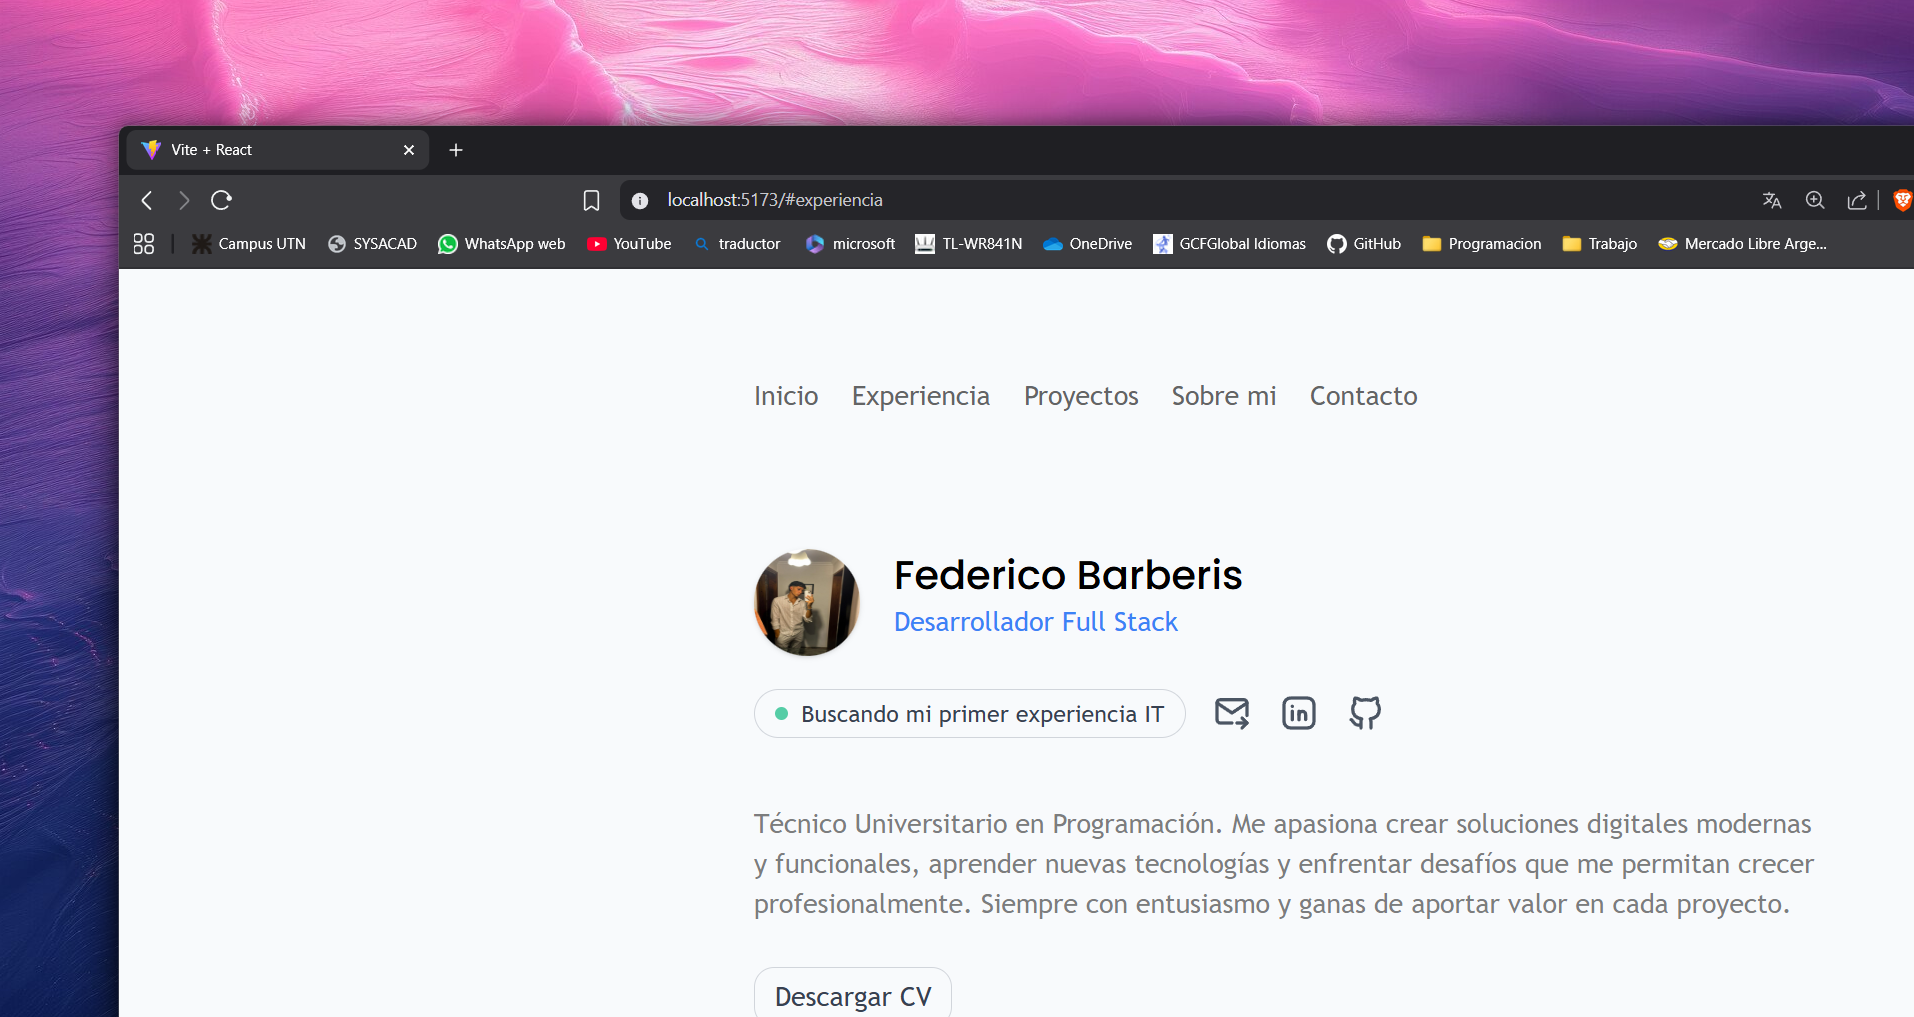 Vite + React
localhost:5173/#experiencia
Campus UTN SYSACAD WhatsApp web YouTube traductor microsoft TL-WR841N OneDrive GCFGlobal Idiomas GitHub Programacion Trabajo Mercado Libre Arge...
Inicio Experiencia Proyectos Sobre mi Contacto
Federico Barberis
Desarrollador Full Stack
Buscando mi primer experiencia IT
Técnico Universitario en Programación. Me apasiona crear soluciones digitales modernas
y funcionales, aprender nuevas tecnologías y enfrentar desafíos que me permitan crecer
profesionalmente. Siempre con entusiasmo y ganas de aportar valor en cada proyecto.
Descargar CV